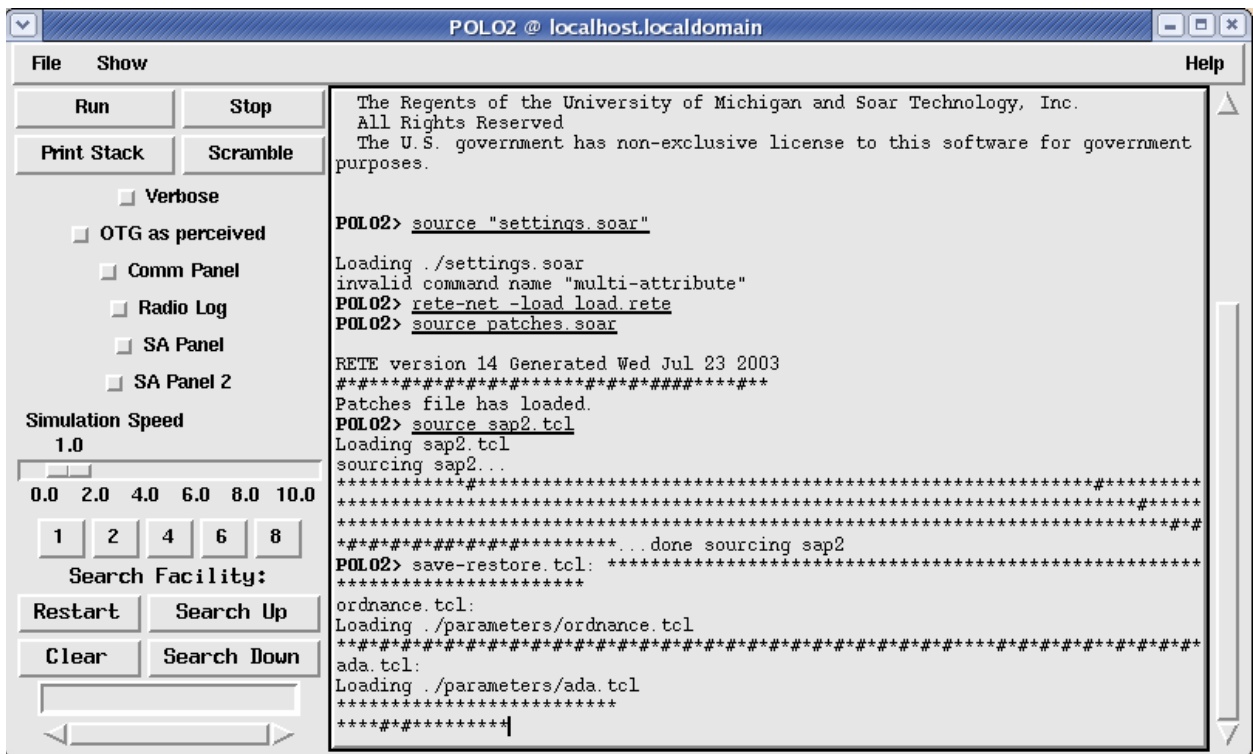 POLO2 @ localhost.localdomain
File Show Help
Run Stop
Print Stack Scramble
Verbose
OTG as perceived
Comm Panel
Radio Log
SA Panel
SA Panel 2
Simulation Speed
1.0
0.0 2.0 4.0 6.0 8.0 10.0
1 2 4 6 8
Search Facility:
Restart Search Up
Clear Search Down
The Regents of the University of Michigan and Soar Technology, Inc.
All Rights Reserved
The U.S. government has non-exclusive license to this software for government
purposes.
POLO2> source "settings.soar"
Loading ./settings.soar
invalid command name "multi-attribute"
POLO2> rete-net -load load.rete
POLO2> source patches.soar
RETE version 14 Generated Wed Jul 23 2003
#*#***#*#*#*#*#*#******#*#*#*####****#**
Patches file has loaded.
POLO2> source sap2.tcl
Loading sap2.tcl
sourcing sap2...
************#*********************************************************#*********
**************************************************************************#*****
*****************************************************************************#*#
*#*#*#*#*##*#*#*#*********...done sourcing sap2
POLO2> save-restore.tcl: *******************************************************
***********************
ordnance.tcl:
Loading ./parameters/ordnance.tcl
**#*#*#*#*#*#*#*#*#*#*#*#*#*#*#*#*#*#*#*#*#*#*#*#*#*#*#*#****#*#*#*#*#*#*#*#*#*#*
ada.tcl:
Loading ./parameters/ada.tcl
**************************
****#*#*********